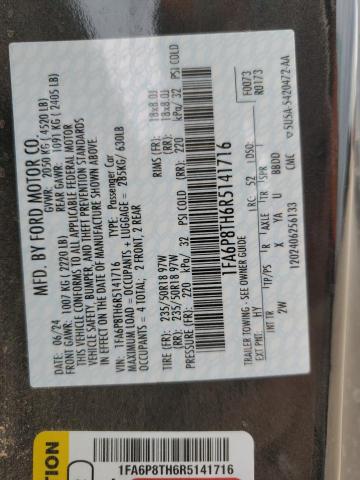 MFD. BY FORD MOTOR CO.
06/24 GVWR: 2050 KG ( 4520 LB)
FRONT GAWR: 1007 KG ( 2220 LB) REAR GAWR: 1091 KG ( 2405 LB)
THIS VEHICLE CONFORMS TO ALL APPLICABLE FEDERAL MOTOR
VEHICLE SAFETY, BUMPER, AND THEFT PREVENTION STANDARDS
IN EFFECT ON THE DATE OF MANUFACTURE SHOWN ABOVE.
VIN: 1FA6P8TH6R5141716 TYPE: Passenger Car
MAXIMUM LOAD = OCCUPANTS + LUGGAGE = 285KG/ 630LB
OCCUPANTS = 4 TOTAL; 2 FRONT, 2 REAR
TIRE (FR) 235/50R18 97W RIMS (FR) 18x8.0J
TIRE (RR) 235/50R18 97W RIMS (RR) 18x8.0J
PRESSURE (FR) 220 kPa/ 32 PSI COLD (RR) 220 kPa/ 32 PSI COLD
1FA6P8TH6R5141716
TRAILER TOWING - SEE OWNER GUIDE
F0073
R0173
EXT PNT: HY RC: 52 DSO:
INT TR TP/PS R AXLE TR SPR
2W X YA U BBDD
1202406256133 CMC
5U5A-5420472-AA
1FA6P8TH6R5141716